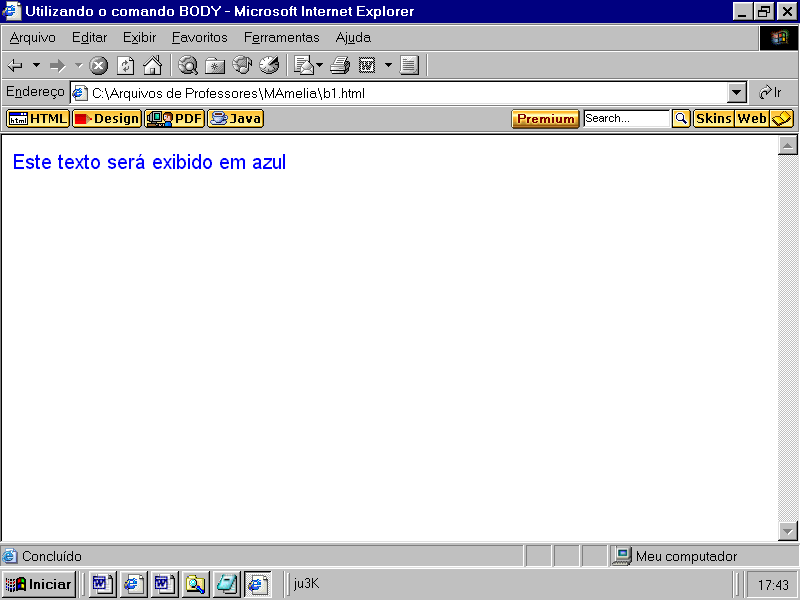 Utilizando o comando BODY - Microsoft Internet Explorer
Arquivo Editar Exibir Favoritos Ferramentas Ajuda
Endereço C:\Arquivos de Professores\MAmelia\b1.html Ir
HTML Design PDF Java Premium Search... Skins Web
Este texto será exibido em azul
Concluído Meu computador
Iniciar ju3K 17:43